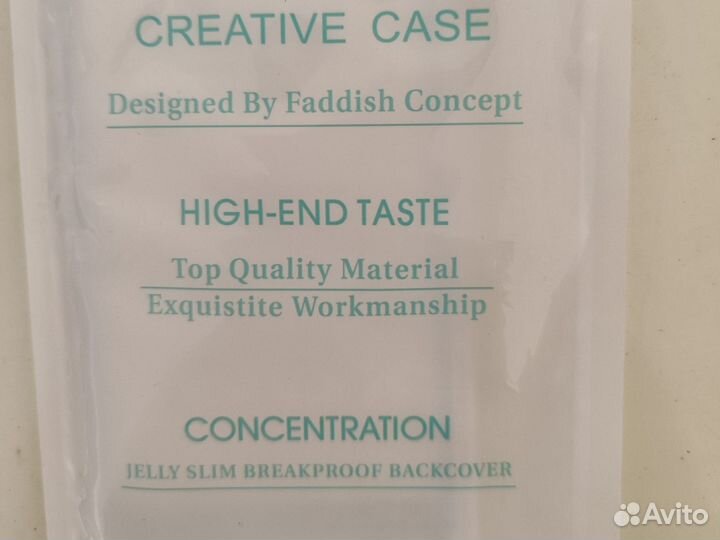 CREATIVE CASE
Designed By Faddish Concept
HIGH-END TASTE
Top Quality Material
Exquistite Workmanship
CONCENTRATION
JELLY SLIM BREAKPROOF BACKCOVER
Avito